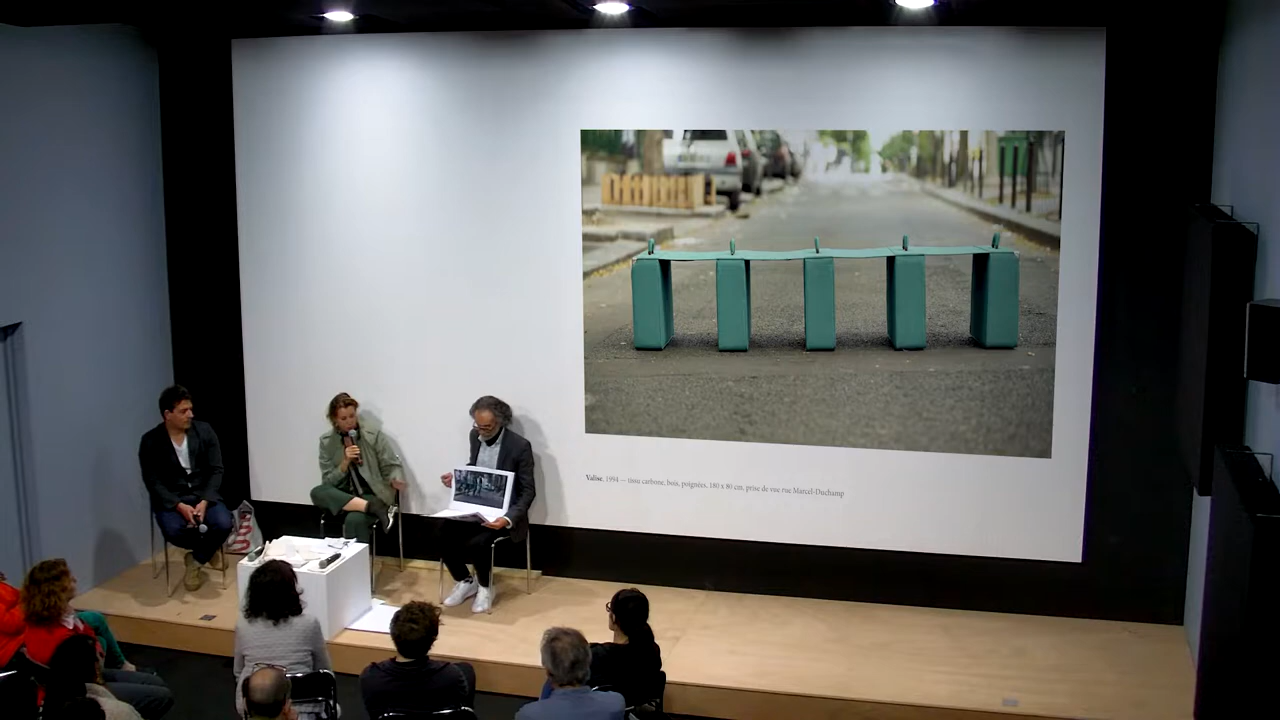 Valise, 1994 — tissu carbone, bois, poignées, 180 x 80 cm, prise de vue rue Marcel-Duchamp